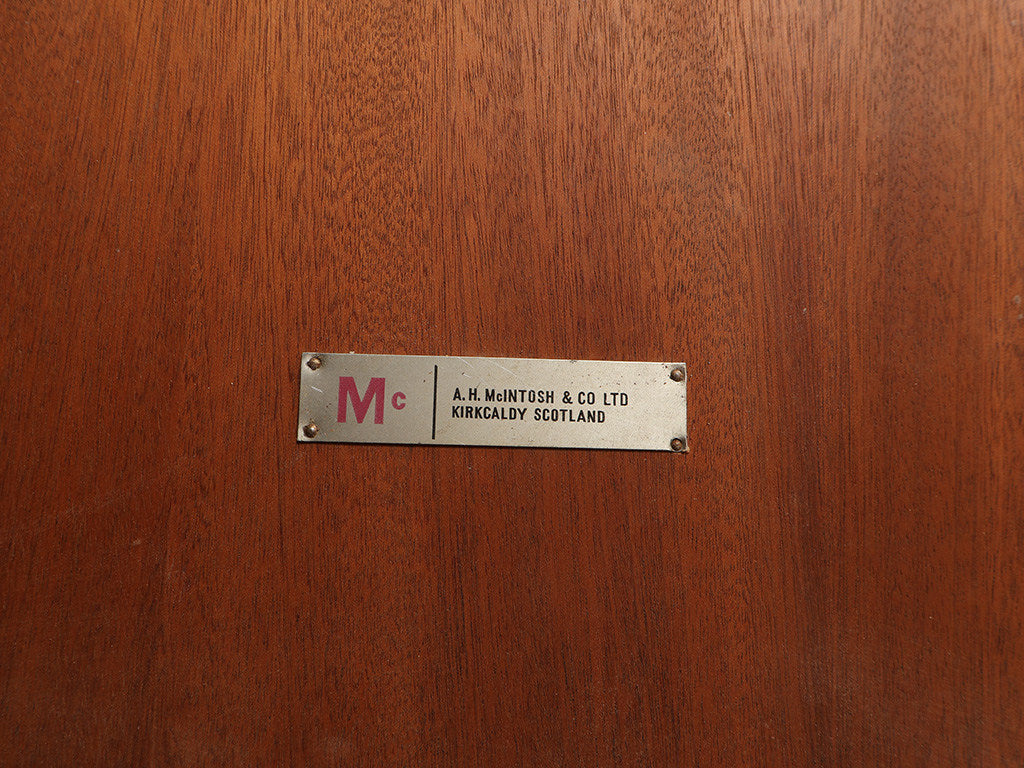 Mc
A. H. McINTOSH & CO LTD
KIRKCALDY SCOTLAND